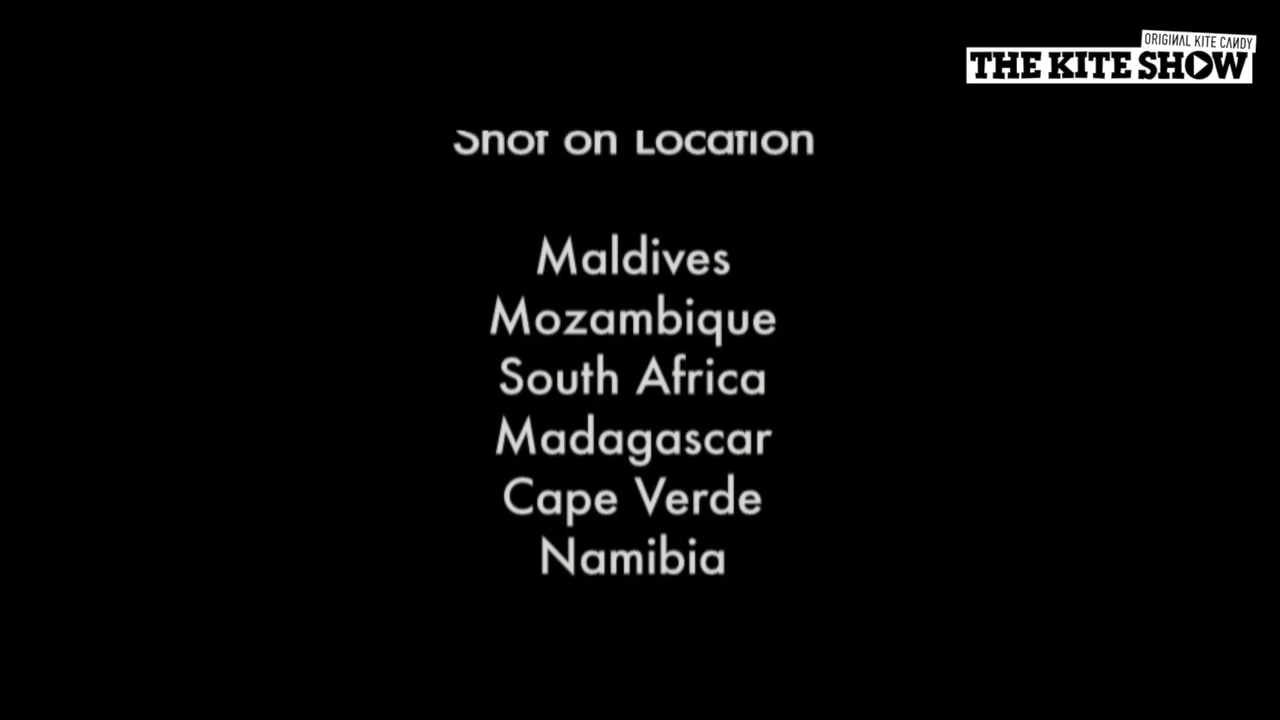 ORIGINAL KITE CANDY
THE KITE SHOW
Shot on Location
Maldives
Mozambique
South Africa
Madagascar
Cape Verde
Namibia